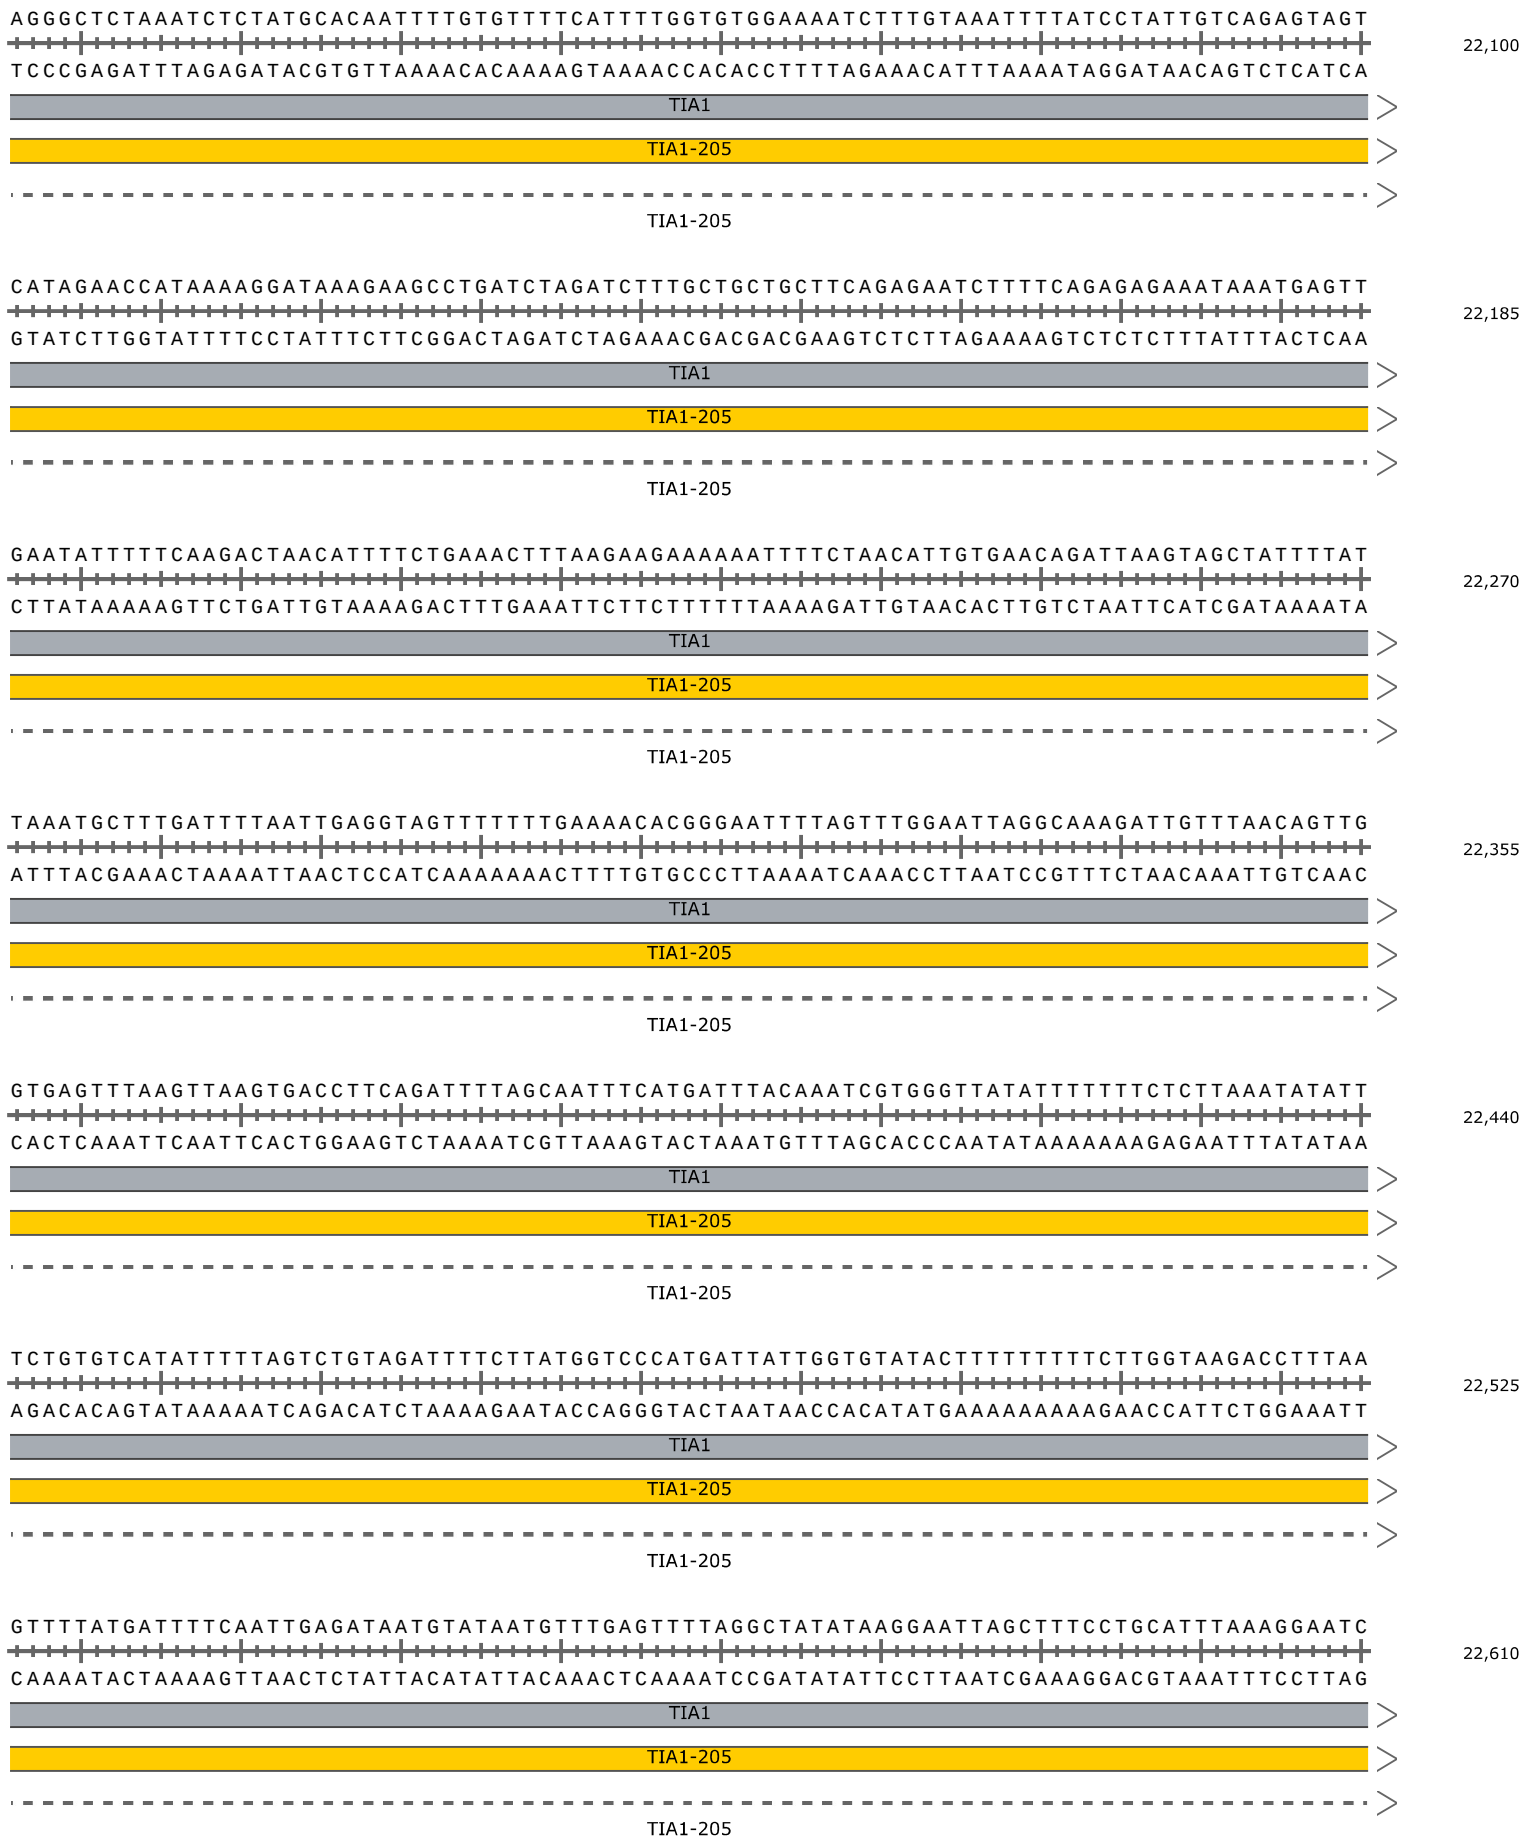 AGGGCTCTAAATCTCTATGCACAATTTTGTGTTTTCATTTTGGTGTGGAAAATCTTTGTAAATTTTATCCTATTGTCAGAGTAGT
22,100
TCCCGAGATTTAGAGATACGTGTTAAAACACAAAAGTAAAACCACACCTTTTAGAAACATTTAAAATAGGATAACAGTCTCATCA
TIA1
TIA1-205
TIA1-205
CATAGAACCATAAAAGGATAAAGAAGCCTGATCTAGATCTTTGCTGCTGCTTCAGAGAATCTTTTCAGAGAGAAATAAATGAGTT
22,185
GTATCTTGGTATTTTCCTATTTCTTCGGACTAGATCTAGAAACGACGACGAAGTCTCTTAGAAAAGTCTCTCTTTATTTACTCAA
TIA1
TIA1-205
TIA1-205
GAATATTTTTCAAGACTAACATTTTCTGAAACTTTAAGAAGAAAAAATTTTCTAACATTGTGAACAGATTAAGTAGCTATTTTAT
22,270
CTTATAAAAAGTTCTGATTGTAAAAGACTTTGAAATTCTTCTTTTTTAAAAGATTGTAACACTTGTCTAATTCATCGATAAAATA
TIA1
TIA1-205
TIA1-205
TAAATGCTTTGATTTTAATTGAGGTAGTTTTTTTGAAAACACGGGAATTTTAGTTTGGAATTAGGCAAAGATTGTTTAACAGTTG
22,355
ATTTACGAAACTAAAATTAACTCCATCAAAAAAACTTTTGTGCCCTTAAAATCAAACCTTAATCCGTTTCTAACAAATTGTCAAC
TIA1
TIA1-205
TIA1-205
GTGAGTTTAAGTTAAGTGACCTTCAGATTTTAGCAATTTCATGATTTACAAATCGTGGGTTATATTTTTTTCTCTTAAATATATT
22,440
CACTCAAATTCAATTCACTGGAAGTCTAAAATCGTTAAAGTACTAAATGTTTAGCACCCAATATAAAAAAAGAGAATTTATATAA
TIA1
TIA1-205
TIA1-205
TCTGTGTCATATTTTTAGTCTGTAGATTTTCTTATGGTCCCATGATTATTGGTGTATACTTTTTTTTTCTTGGTAAGACCTTTAA
22,525
AGACACAGTATAAAAATCAGACATCTAAAAGAATACCAGGGTACTAATAACCACATATGAAAAAAAAAGAACCATTCTGGAAATT
TIA1
TIA1-205
TIA1-205
GTTTTATGATTTTCAATTGAGATAATGTATAATGTTTGAGTTTTAGGCTATATAAGGAATTAGCTTTCCTGCATTTAAAGGAATC
22,610
CAAAATACTAAAAGTTAACTCTATTACATATTACAAACTCAAAATCCGATATATTCCTTAATCGAAAGGACGTAAATTTCCTTAG
TIA1
TIA1-205
TIA1-205